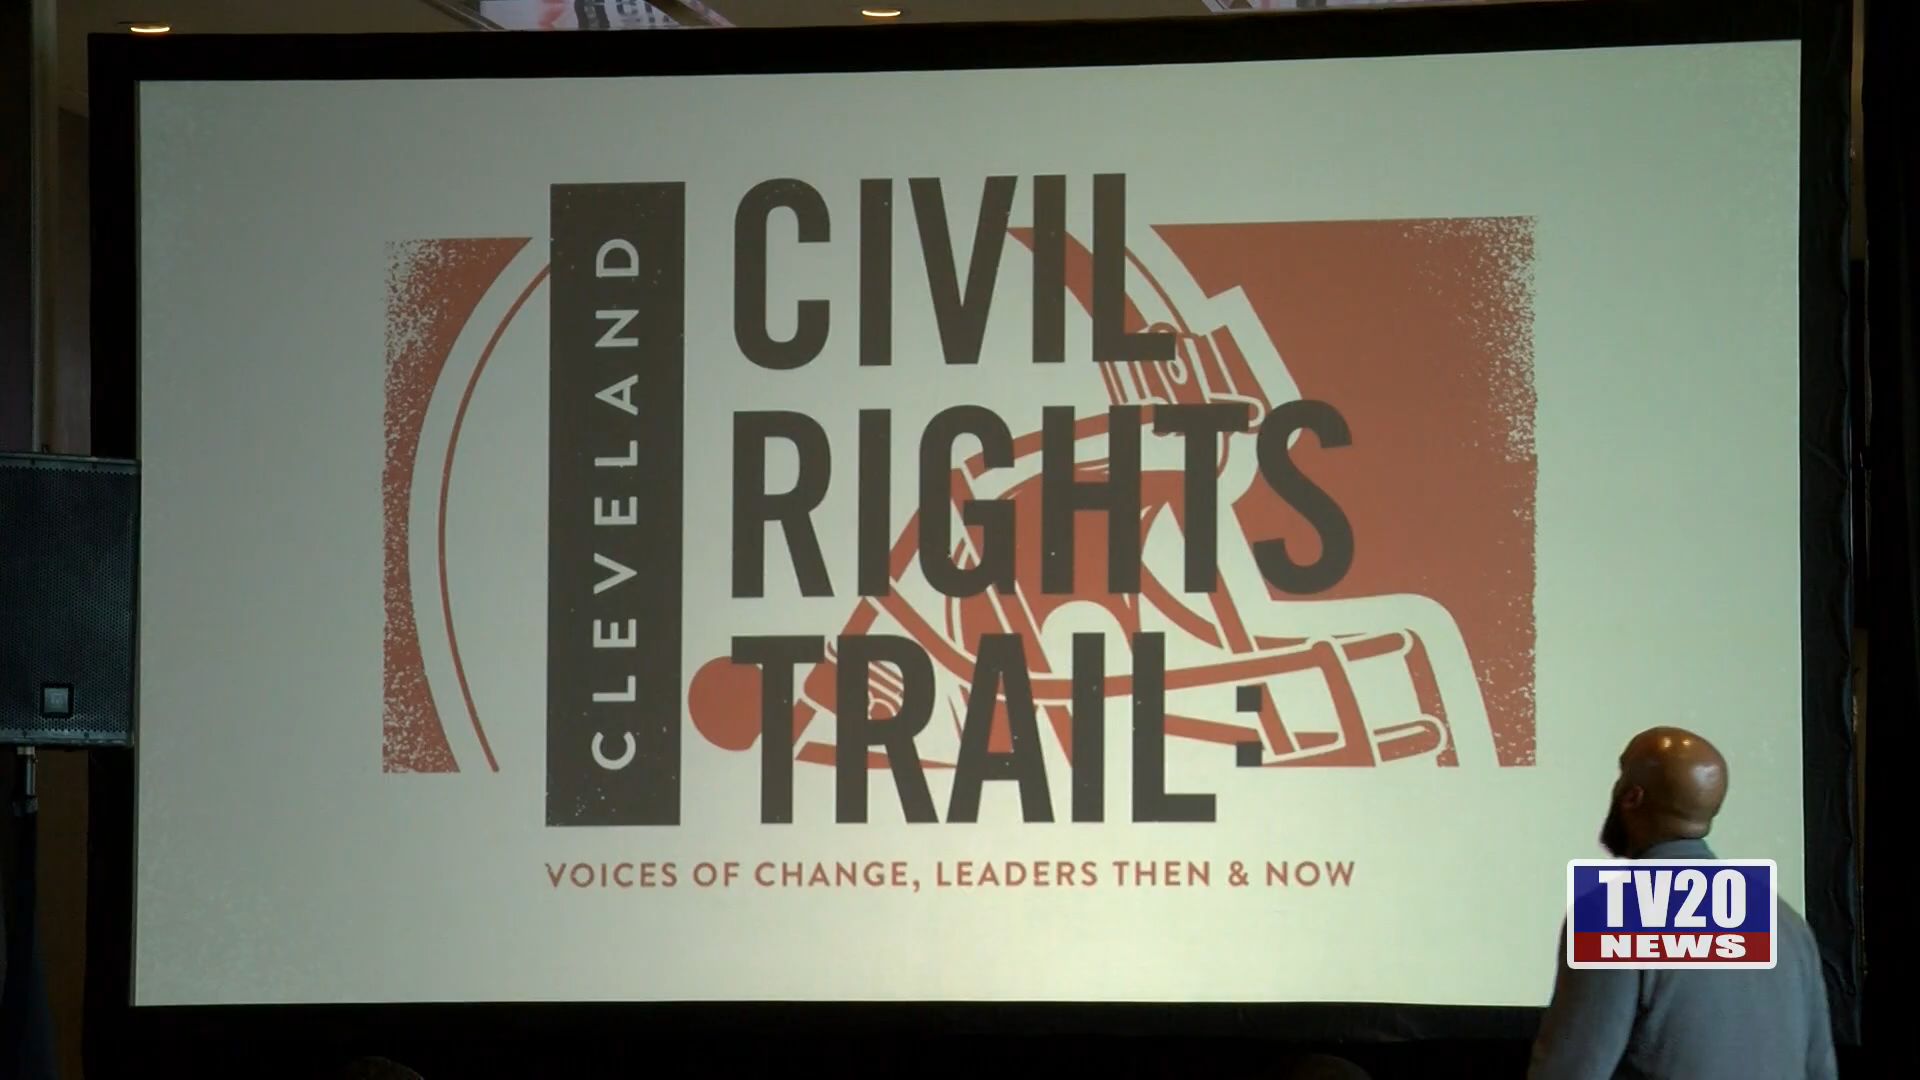 CLEVELAND
CIVIL
RIGHTS
TRAIL:
VOICES OF CHANGE, LEADERS THEN & NOW
TV20
NEWS